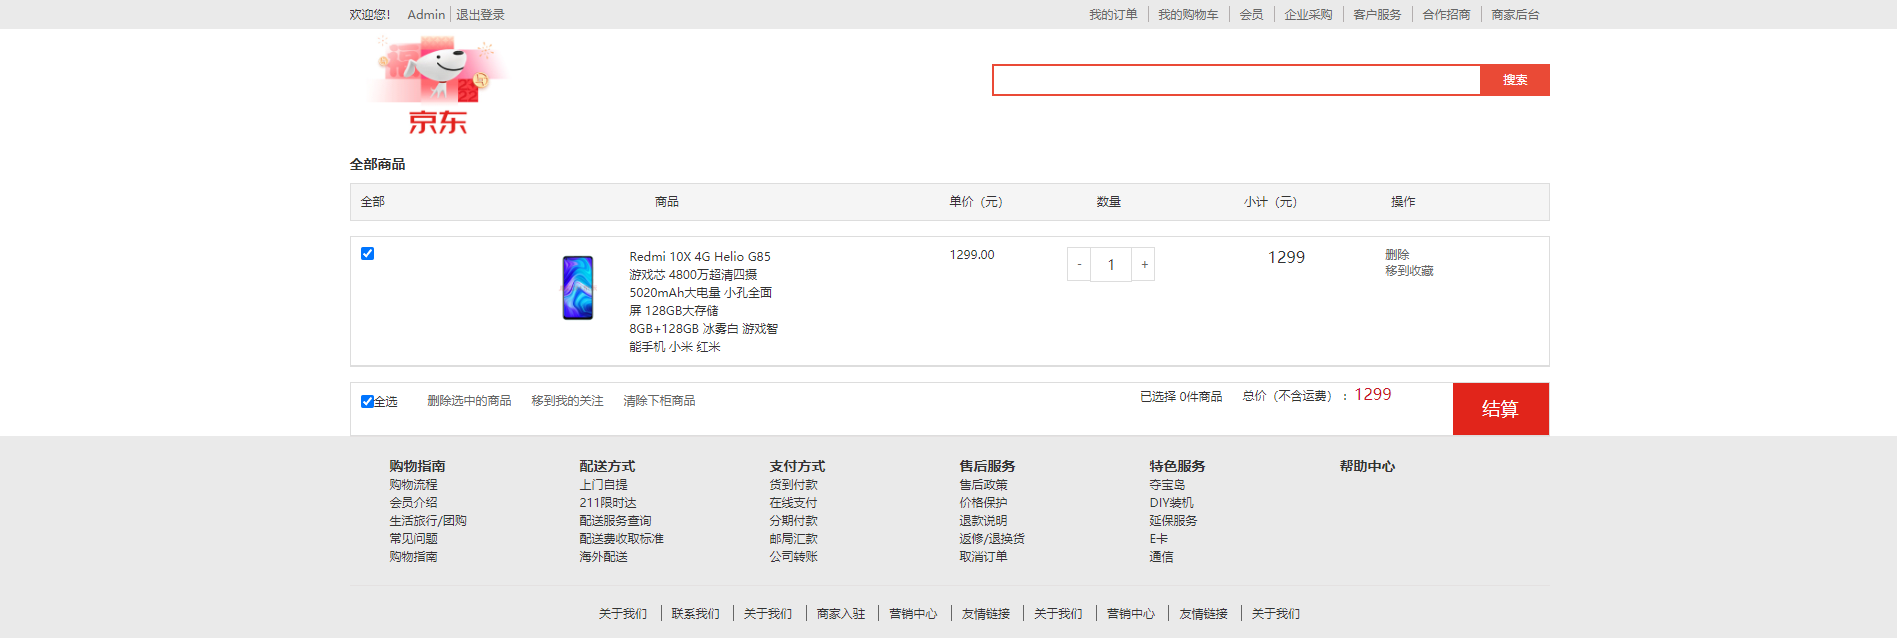 欢迎您! Admin 退出登录 我的订单 我的购物车 会员 企业采购 客户服务 合作招商 商家后台
福
京东
搜索
全部商品
全部 商品 单价（元） 数量 小计（元） 操作
Redmi 10X 4G Helio G85 1299.00 - 1 + 1299 删除
游戏芯 4800万超清四摄 移到收藏
5020mAh大电量 小孔全面
屏 128GB大存储
8GB+128GB 冰雾白 游戏智
能手机 小米 红米
全选 删除选中的商品 移到我的关注 清除下柜商品 已选择 0件商品 总价（不含运费）：1299 结算
购物指南 配送方式 支付方式 售后服务 特色服务 帮助中心
购物流程 上门自提 货到付款 售后政策 夺宝岛
会员介绍 211限时达 在线支付 价格保护 DIY装机
生活旅行/团购 配送服务查询 分期付款 退款说明 延保服务
常见问题 配送费收取标准 邮局汇款 返修/退换货 E卡
购物指南 海外配送 公司转账 取消订单 通信
关于我们 联系我们 关于我们 商家入驻 营销中心 友情链接 关于我们 营销中心 友情链接 关于我们